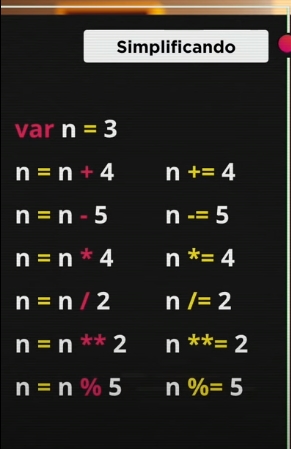 Simplificando
var n = 3
n = n + 4 n += 4
n = n - 5 n -= 5
n = n * 4 n *= 4
n = n / 2 n /= 2
n = n ** 2 n **= 2
n = n % 5 n %= 5